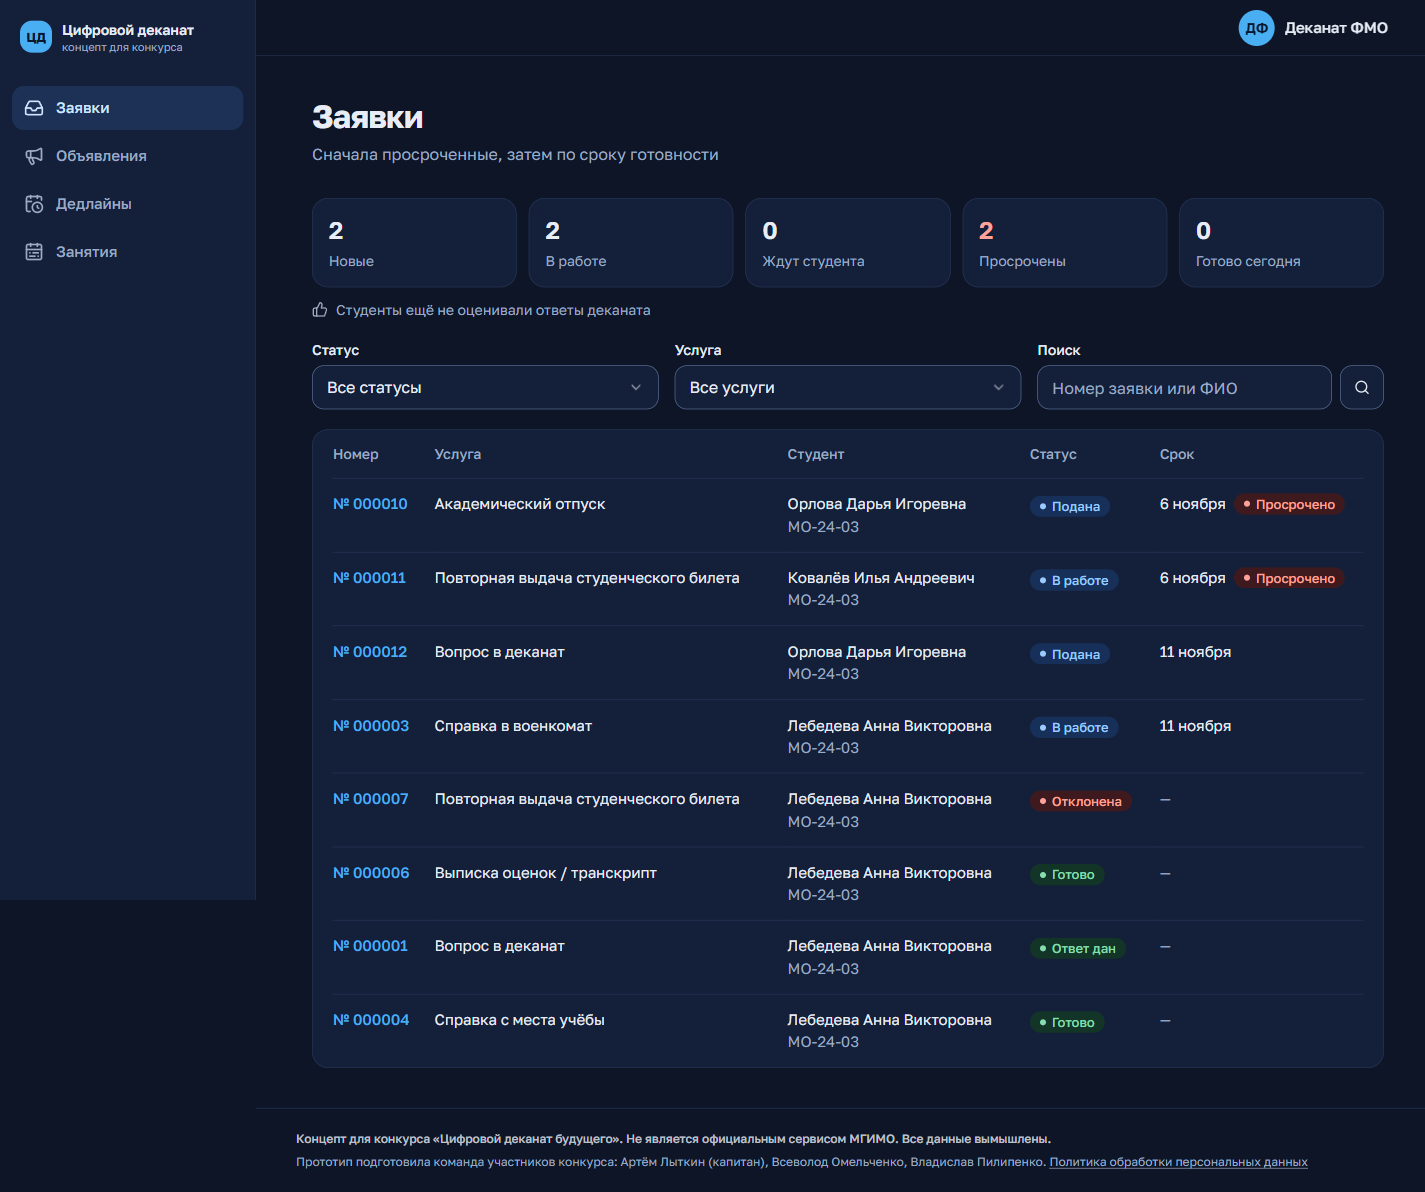 ЦД
Цифровой деканат
концепт для конкурса
ДФ Деканат ФМО
Заявки
Объявления
Дедлайны
Занятия
Заявки
Сначала просроченные, затем по сроку готовности
2
Новые
2
В работе
0
Ждут студента
2
Просрочены
0
Готово сегодня
Студенты ещё не оценивали ответы деканата
Статус
Все статусы
Услуга
Все услуги
Поиск
Номер заявки или ФИО
Номер Услуга Студент Статус Срок
№ 000010 Академический отпуск Орлова Дарья Игоревна Подана 6 ноября Просрочено
МО-24-03
№ 000011 Повторная выдача студенческого билета Ковалёв Илья Андреевич В работе 6 ноября Просрочено
МО-24-03
№ 000012 Вопрос в деканат Орлова Дарья Игоревна Подана 11 ноября
МО-24-03
№ 000003 Справка в военкомат Лебедева Анна Викторовна В работе 11 ноября
МО-24-03
№ 000007 Повторная выдача студенческого билета Лебедева Анна Викторовна Отклонена —
МО-24-03
№ 000006 Выписка оценок / транскрипт Лебедева Анна Викторовна Готово —
МО-24-03
№ 000001 Вопрос в деканат Лебедева Анна Викторовна Ответ дан —
МО-24-03
№ 000004 Справка с места учёбы Лебедева Анна Викторовна Готово —
МО-24-03
Концепт для конкурса «Цифровой деканат будущего». Не является официальным сервисом МГИМО. Все данные вымышлены.
Прототип подготовила команда участников конкурса: Артём Лыткин (капитан), Всеволод Омельченко, Владислав Пилипенко. Политика обработки персональных данных